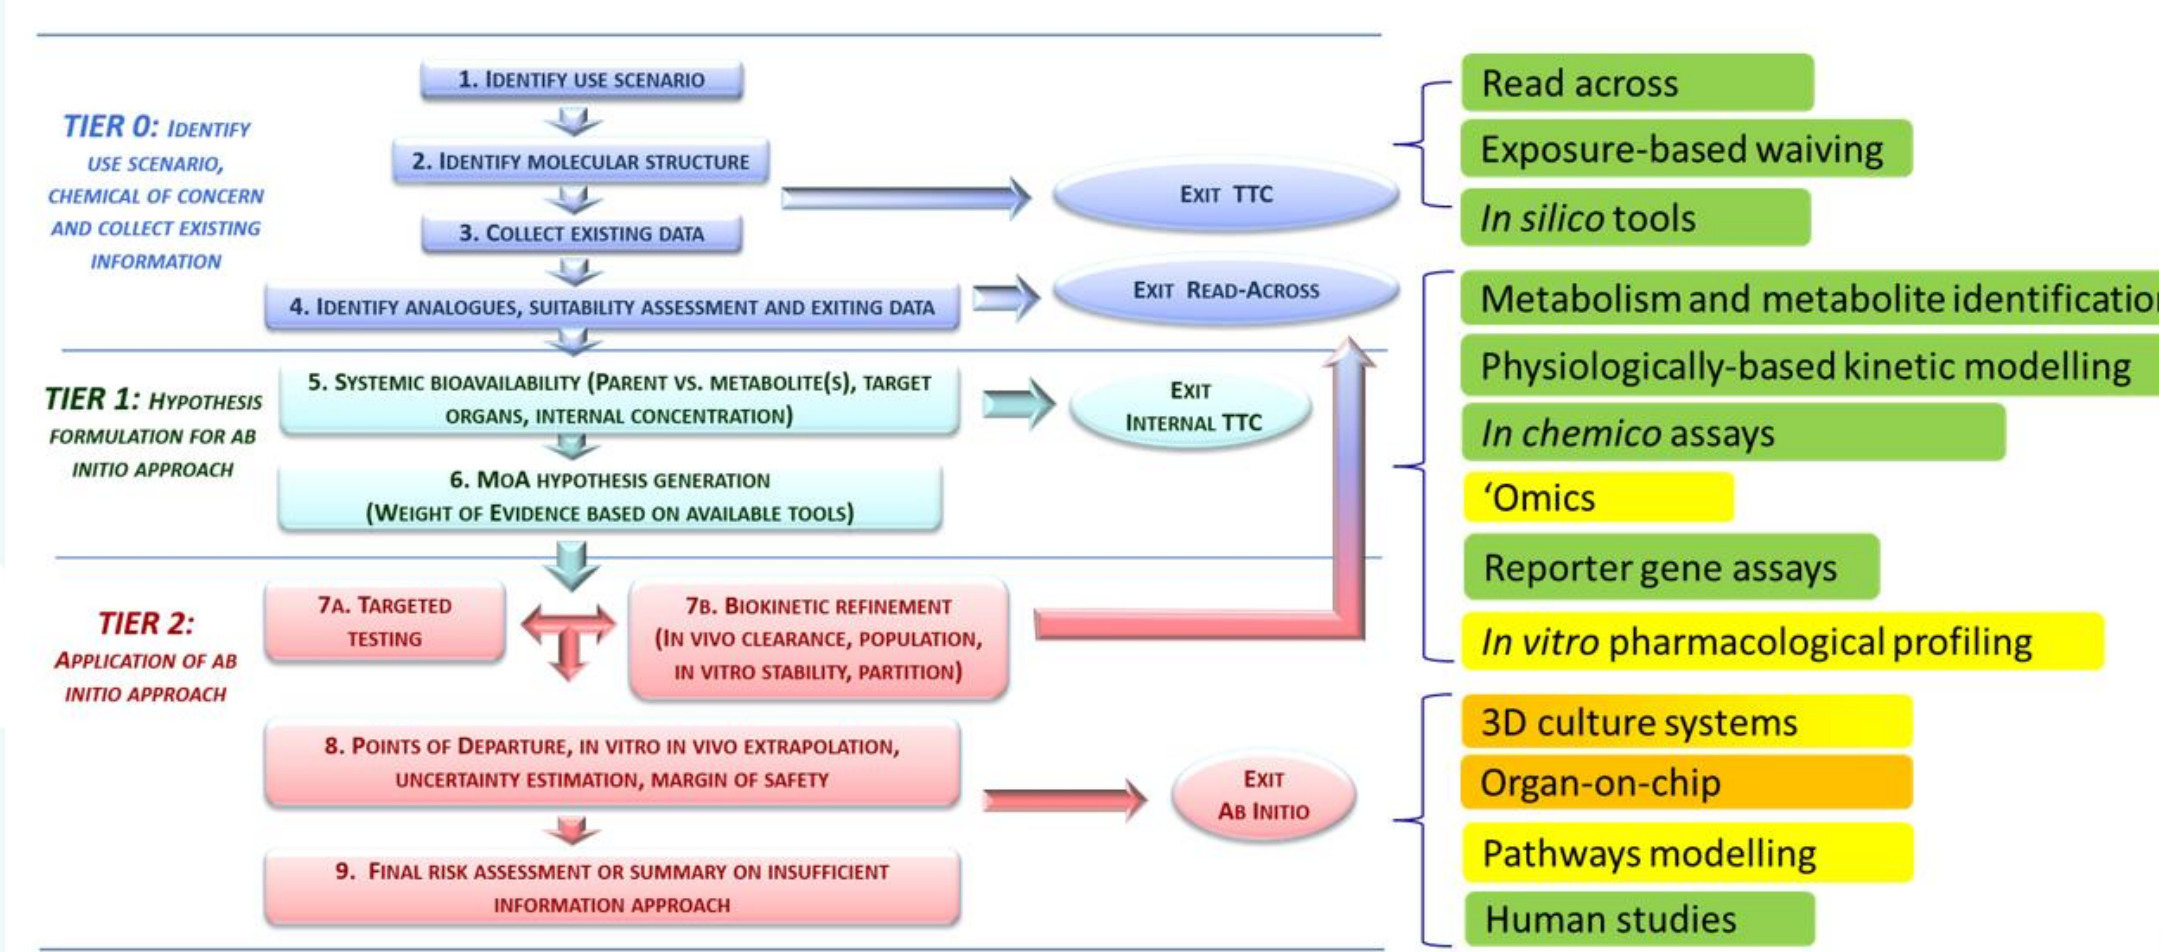 TIER 0: IDENTIFY
USE SCENARIO,
CHEMICAL OF CONCERN
AND COLLECT EXISTING
INFORMATION
1. IDENTIFY USE SCENARIO
2. IDENTIFY MOLECULAR STRUCTURE
3. COLLECT EXISTING DATA
4. IDENTIFY ANALOGUES, SUITABILITY ASSESSMENT AND EXITING DATA
EXIT TTC
EXIT READ-ACROSS
TIER 1: HYPOTHESIS
FORMULATION FOR AB
INITIO APPROACH
5. SYSTEMIC BIOAVAILABILITY (PARENT VS. METABOLITE(S), TARGET
ORGANS, INTERNAL CONCENTRATION)
6. MOA HYPOTHESIS GENERATION
(WEIGHT OF EVIDENCE BASED ON AVAILABLE TOOLS)
EXIT
INTERNAL TTC
TIER 2:
APPLICATION OF AB
INITIO APPROACH
7A. TARGETED
TESTING
7B. BIOKINETIC REFINEMENT
(IN VIVO CLEARANCE, POPULATION,
IN VITRO STABILITY, PARTITION)
8. POINTS OF DEPARTURE, IN VITRO IN VIVO EXTRAPOLATION,
UNCERTAINTY ESTIMATION, MARGIN OF SAFETY
9. FINAL RISK ASSESSMENT OR SUMMARY ON INSUFFICIENT
INFORMATION APPROACH
EXIT
AB INITIO
Read across
Exposure-based waiving
In silico tools
Metabolism and metabolite identification
Physiologically-based kinetic modelling
In chemico assays
‘Omics
Reporter gene assays
In vitro pharmacological profiling
3D culture systems
Organ-on-chip
Pathways modelling
Human studies